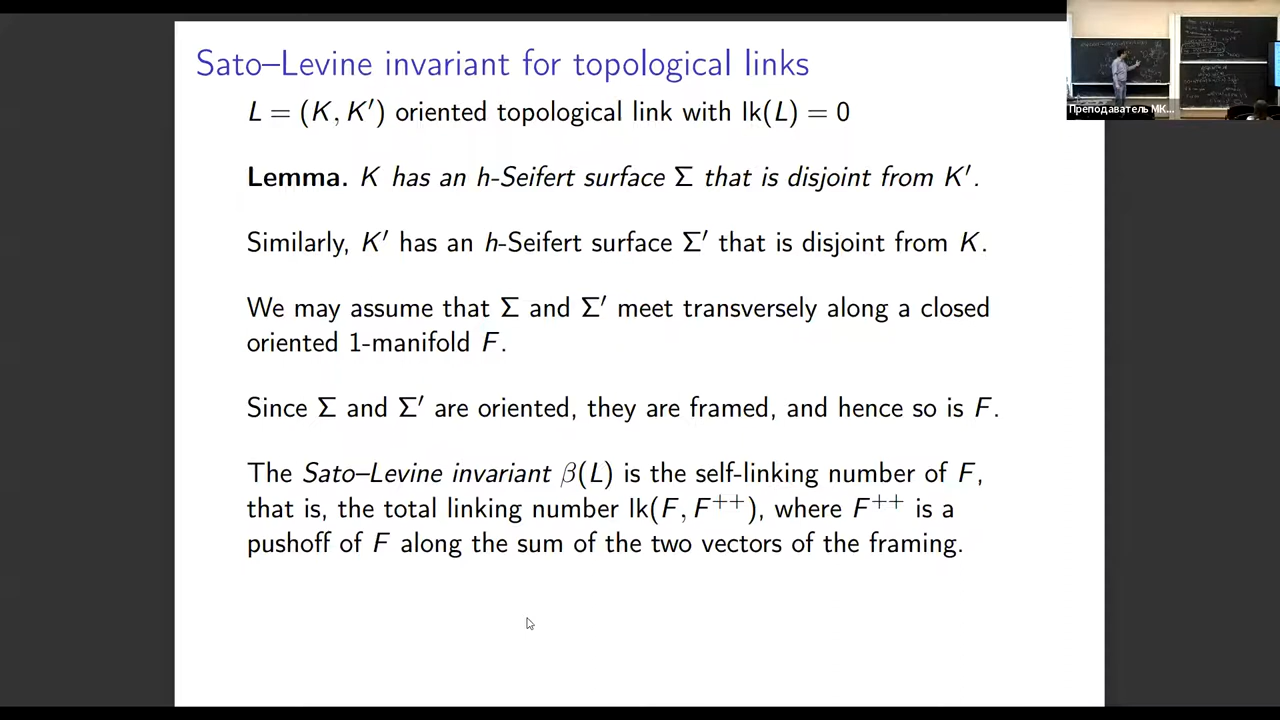 Sato–Levine invariant for topological links
L = (K, K′) oriented topological link with lk(L) = 0
Lemma. K has an h-Seifert surface Σ that is disjoint from K′.
Similarly, K′ has an h-Seifert surface Σ′ that is disjoint from K.
We may assume that Σ and Σ′ meet transversely along a closed
oriented 1-manifold F.
Since Σ and Σ′ are oriented, they are framed, and hence so is F.
The Sato–Levine invariant β(L) is the self-linking number of F,
that is, the total linking number lk(F, F⁺⁺), where F⁺⁺ is a
pushoff of F along the sum of the two vectors of the framing.
Преподаватель МК...